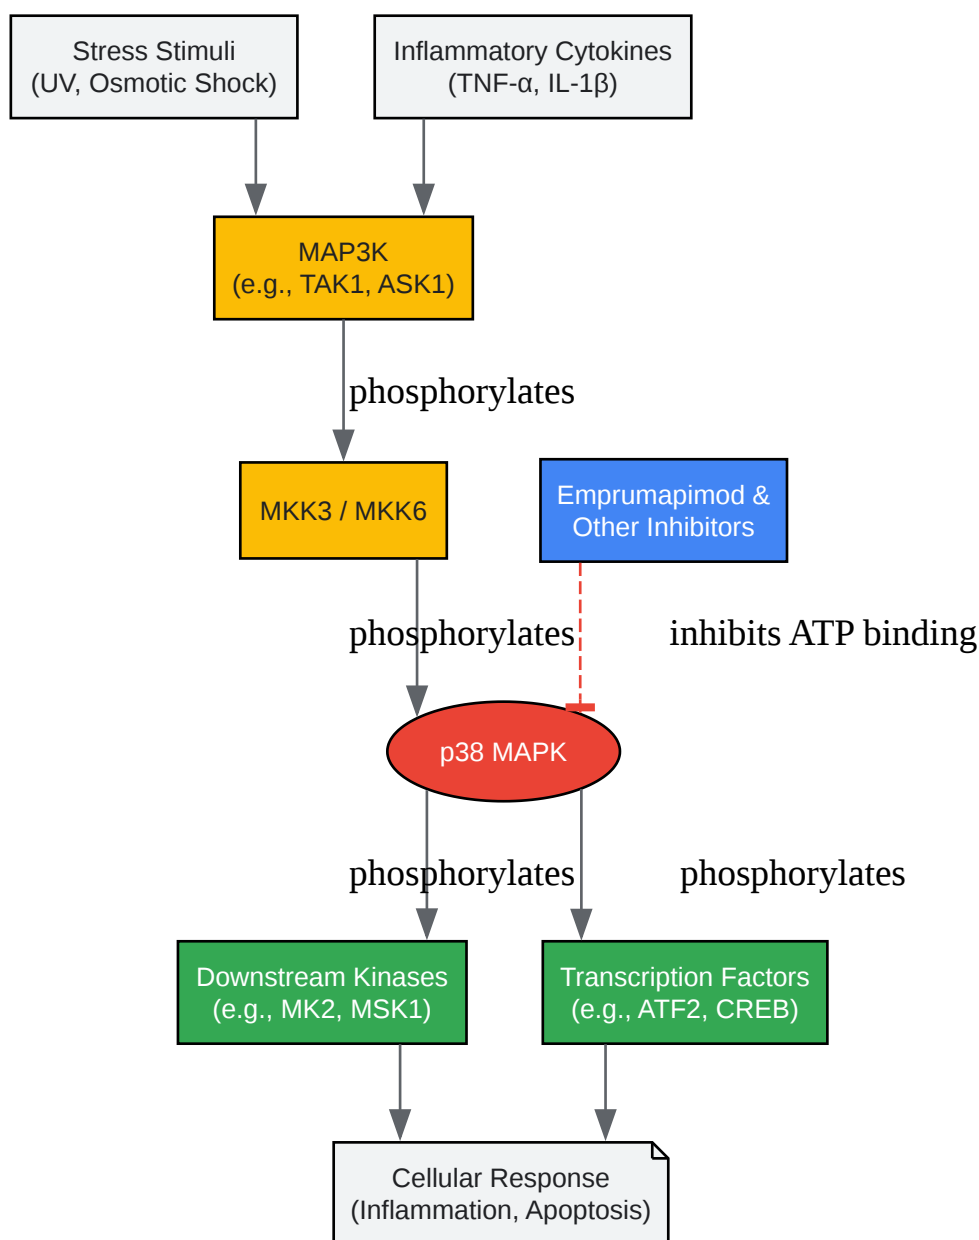 Stress Stimuli
(UV, Osmotic Shock)
Inflammatory Cytokines
(TNF-α, IL-1β)
MAP3K
(e.g., TAK1, ASK1)
phosphorylates
MKK3 / MKK6
Emprumapimod &
Other Inhibitors
phosphorylates
inhibits ATP binding
p38 MAPK
phosphorylates
phosphorylates
Downstream Kinases
(e.g., MK2, MSK1)
Transcription Factors
(e.g., ATF2, CREB)
Cellular Response
(Inflammation, Apoptosis)